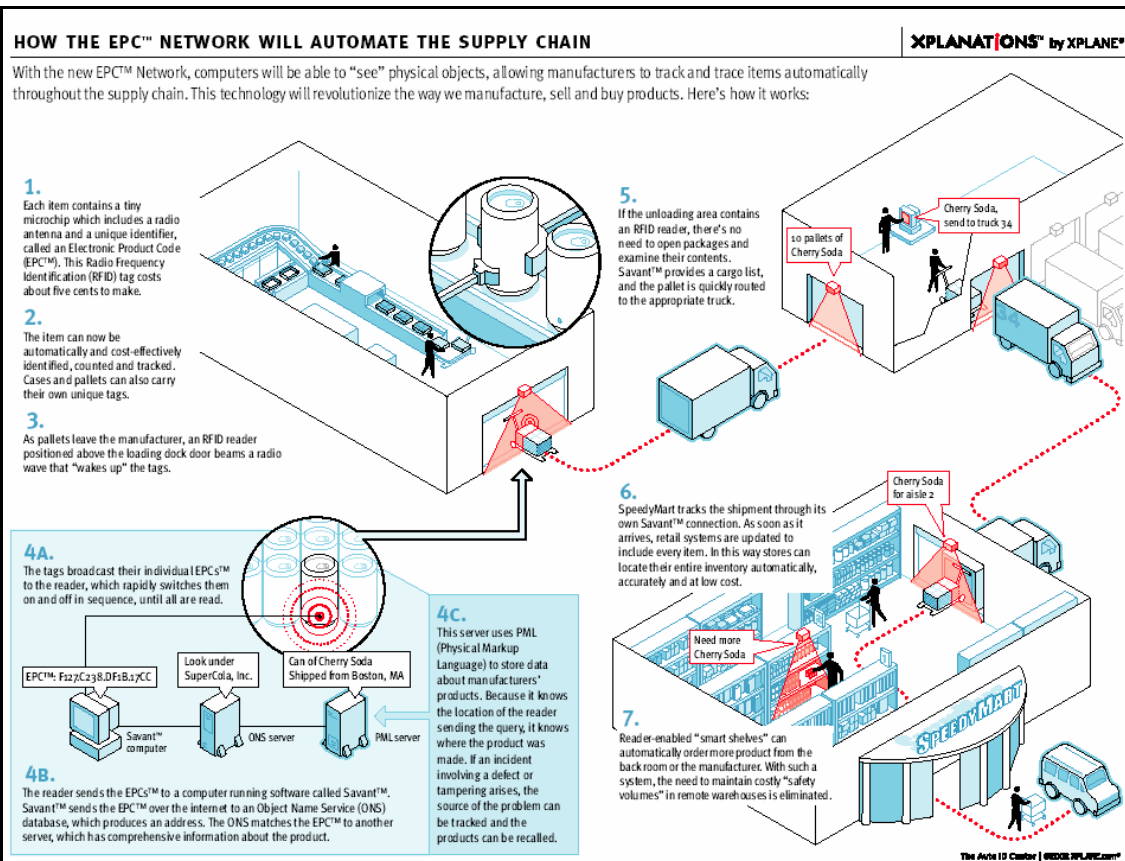 HOW THE EPC™ NETWORK WILL AUTOMATE THE SUPPLY CHAIN
XPLANATiONS™ by XPLANE®
With the new EPC™ Network, computers will be able to “see” physical objects, allowing manufacturers to track and trace items automatically
throughout the supply chain. This technology will revolutionize the way we manufacture, sell and buy products. Here's how it works:
1.
Each item contains a tiny
microchip which includes a radio
antenna and a unique identifier,
called an Electronic Product Code
(EPC™). This Radio Frequency
Identification (RFID) tag costs
about five cents to make.
2.
The item can now be
automatically and cost-effectively
identified, counted and tracked.
Cases and pallets can also carry
their own unique tags.
3.
As pallets leave the manufacturer, an RFID reader
positioned above the loading dock door beams a radio
wave that “wakes up” the tags.
4A.
The tags broadcast their individual EPCs™
to the reader, which rapidly switches them
on and off in sequence, until all are read.
EPC™: F127.C238.DF1B.17CC
Look under
SuperCola, Inc.
Can of Cherry Soda
Shipped from Boston, MA
Savant™
computer
ONS server
PML server
4B.
The reader sends the EPCs™ to a computer running software called Savant™.
Savant™ sends the EPC™ over the internet to an Object Name Service (ONS)
database, which produces an address. The ONS matches the EPC™ to another
server, which has comprehensive information about the product.
4C.
This server uses PML
(Physical Markup
Language) to store data
about manufacturers'
products. Because it knows
the location of the reader
sending the query, it knows
where the product was
made. If an incident
involving a defect or
tampering arises, the
source of the problem can
be tracked and the
products can be recalled.
5.
If the unloading area contains
an RFID reader, there's no
need to open packages and
examine their contents.
Savant™ provides a cargo list,
and the pallet is quickly routed
to the appropriate truck.
10 pallets of
Cherry Soda
Cherry Soda,
send to truck 34
34
6.
SpeedyMart tracks the shipment through its
own Savant™ connection. As soon as it
arrives, retail systems are updated to
include every item. In this way stores can
locate their entire inventory automatically,
accurately and at low cost.
Cherry Soda
for aisle 2
Need more
Cherry Soda
7.
Reader-enabled “smart shelves” can
automatically order more product from the
back room or the manufacturer. With such a
system, the need to maintain costly “safety
volumes” in remote warehouses is eliminated.
SPEEDYMART
The Auto ID Center | XPLANE.com®